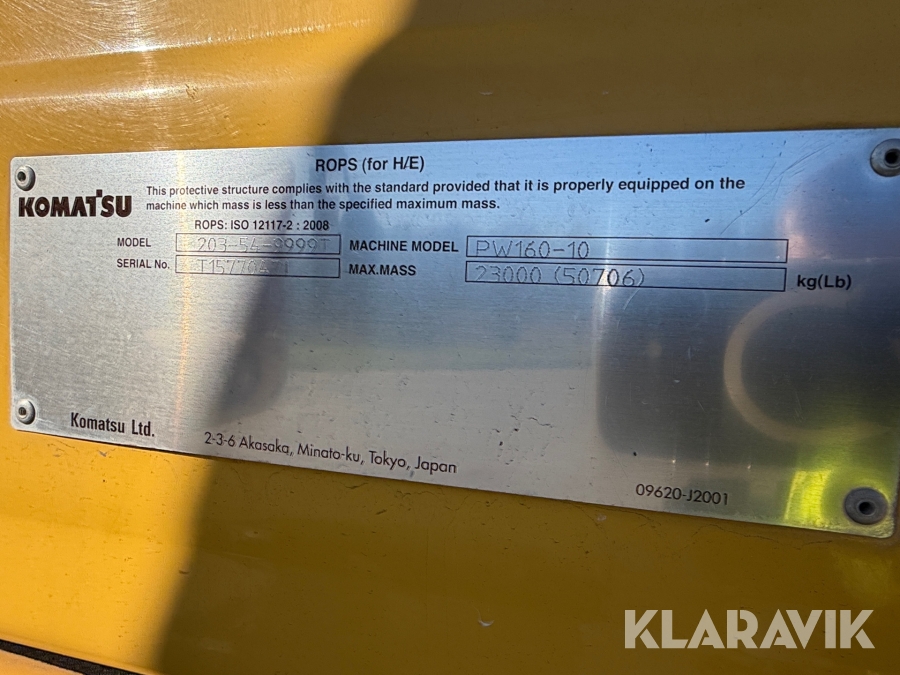 ROPS (for H/E)
KOMATSU
This protective structure complies with the standard provided that it is properly equipped on the
machine which mass is less than the specified maximum mass.
ROPS: ISO 12117-2 : 2008
MODEL 203-54-9999T MACHINE MODEL PW160-10
SERIAL No. MAX.MASS 23000 (50706) kg(Lb)
Komatsu Ltd.
2-3-6 Akasaka, Minato-ku, Tokyo, Japan
09620-J2001
KLARAVIK